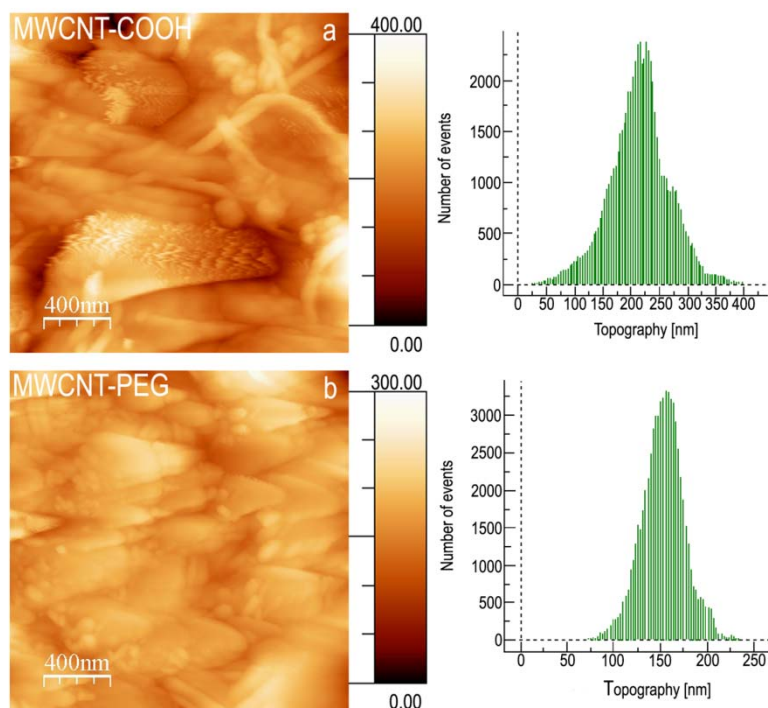 MWCNT-COOH a
400.00
0.00
400nm
Number of events
2000
1500
1000
500
0
0 50 100 150 200 250 300 350 400
Topography [nm]
MWCNT-PEG b
300.00
0.00
400nm
Number of events
3000
2500
2000
1500
1000
500
0
0 50 100 150 200 250
Topography [nm]